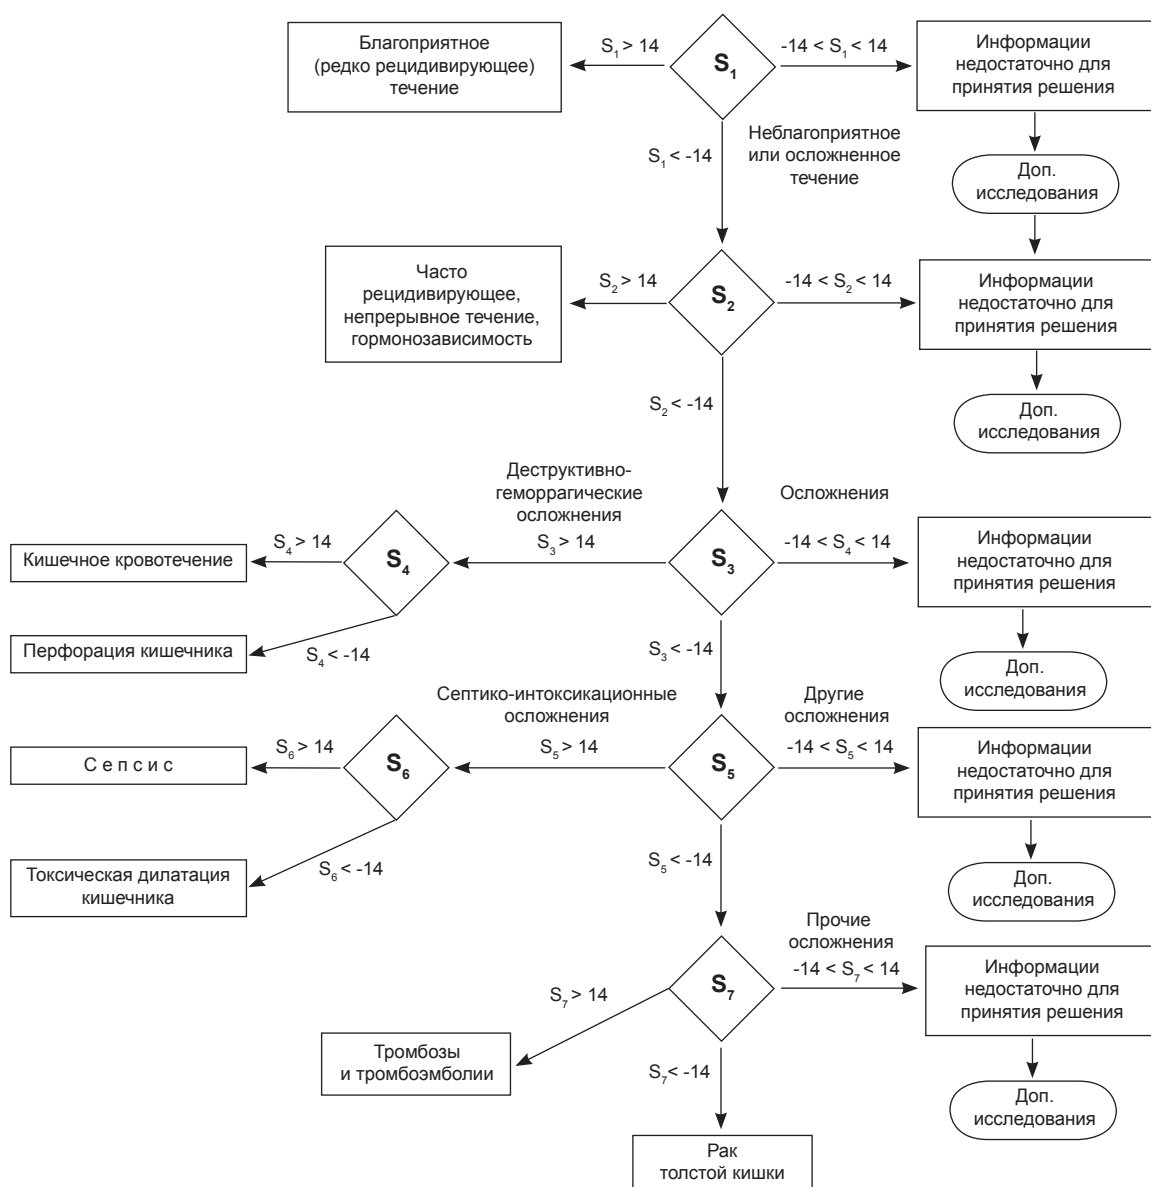 Благоприятное
(редко рецидивирующее)
течение
S₁ > 14
S₁
-14 < S₁ < 14
Информации
недостаточно для
принятия решения
S₁ < -14
Неблагоприятное
или осложненное
течение
Доп.
исследования
Часто
рецидивирующее,
непрерывное течение,
гормонозависимость
S₂ > 14
S₂
-14 < S₂ < 14
Информации
недостаточно для
принятия решения
S₂ < -14
Доп.
исследования
Деструктивно-
геморрагические
осложнения
Осложнения
Кишечное кровотечение
S₄ > 14
S₄
S₃ > 14
S₃
-14 < S₄ < 14
Информации
недостаточно для
принятия решения
Перфорация кишечника
S₄ < -14
S₃ < -14
Доп.
исследования
Септико-интоксикационные
осложнения
Другие
осложнения
С е п с и с
S₆ > 14
S₆
S₅ > 14
S₅
-14 < S₅ < 14
Информации
недостаточно для
принятия решения
Токсическая дилатация
кишечника
S₆ < -14
S₅ < -14
Доп.
исследования
Прочие
осложнения
S₇ > 14
S₇
-14 < S₇ < 14
Информации
недостаточно для
принятия решения
Тромбозы
и тромбоэмболии
S₇ < -14
Доп.
исследования
Рак
толстой кишки